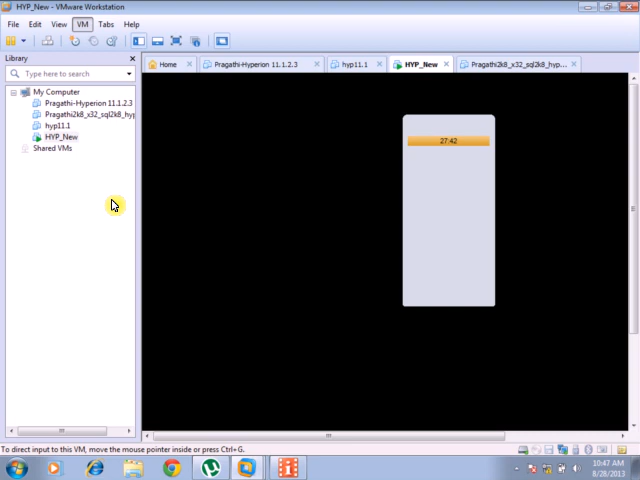 HYP_New - VMware Workstation
File Edit View VM Tabs Help
Library
Type here to search
Home
Pragathi-Hyperion 11.1.2.3
hyp11.1
HYP_New
Pragathi2k8_x32_sql2k8_hyp...
My Computer
Pragathi-Hyperion 11.1.2.3
Pragathi2k8_x32_sql2k8_hyp
hyp11.1
HYP_New
Shared VMs
27:42
To direct input to this VM, move the mouse pointer inside or press Ctrl+G.
10:47 AM
8/28/2013